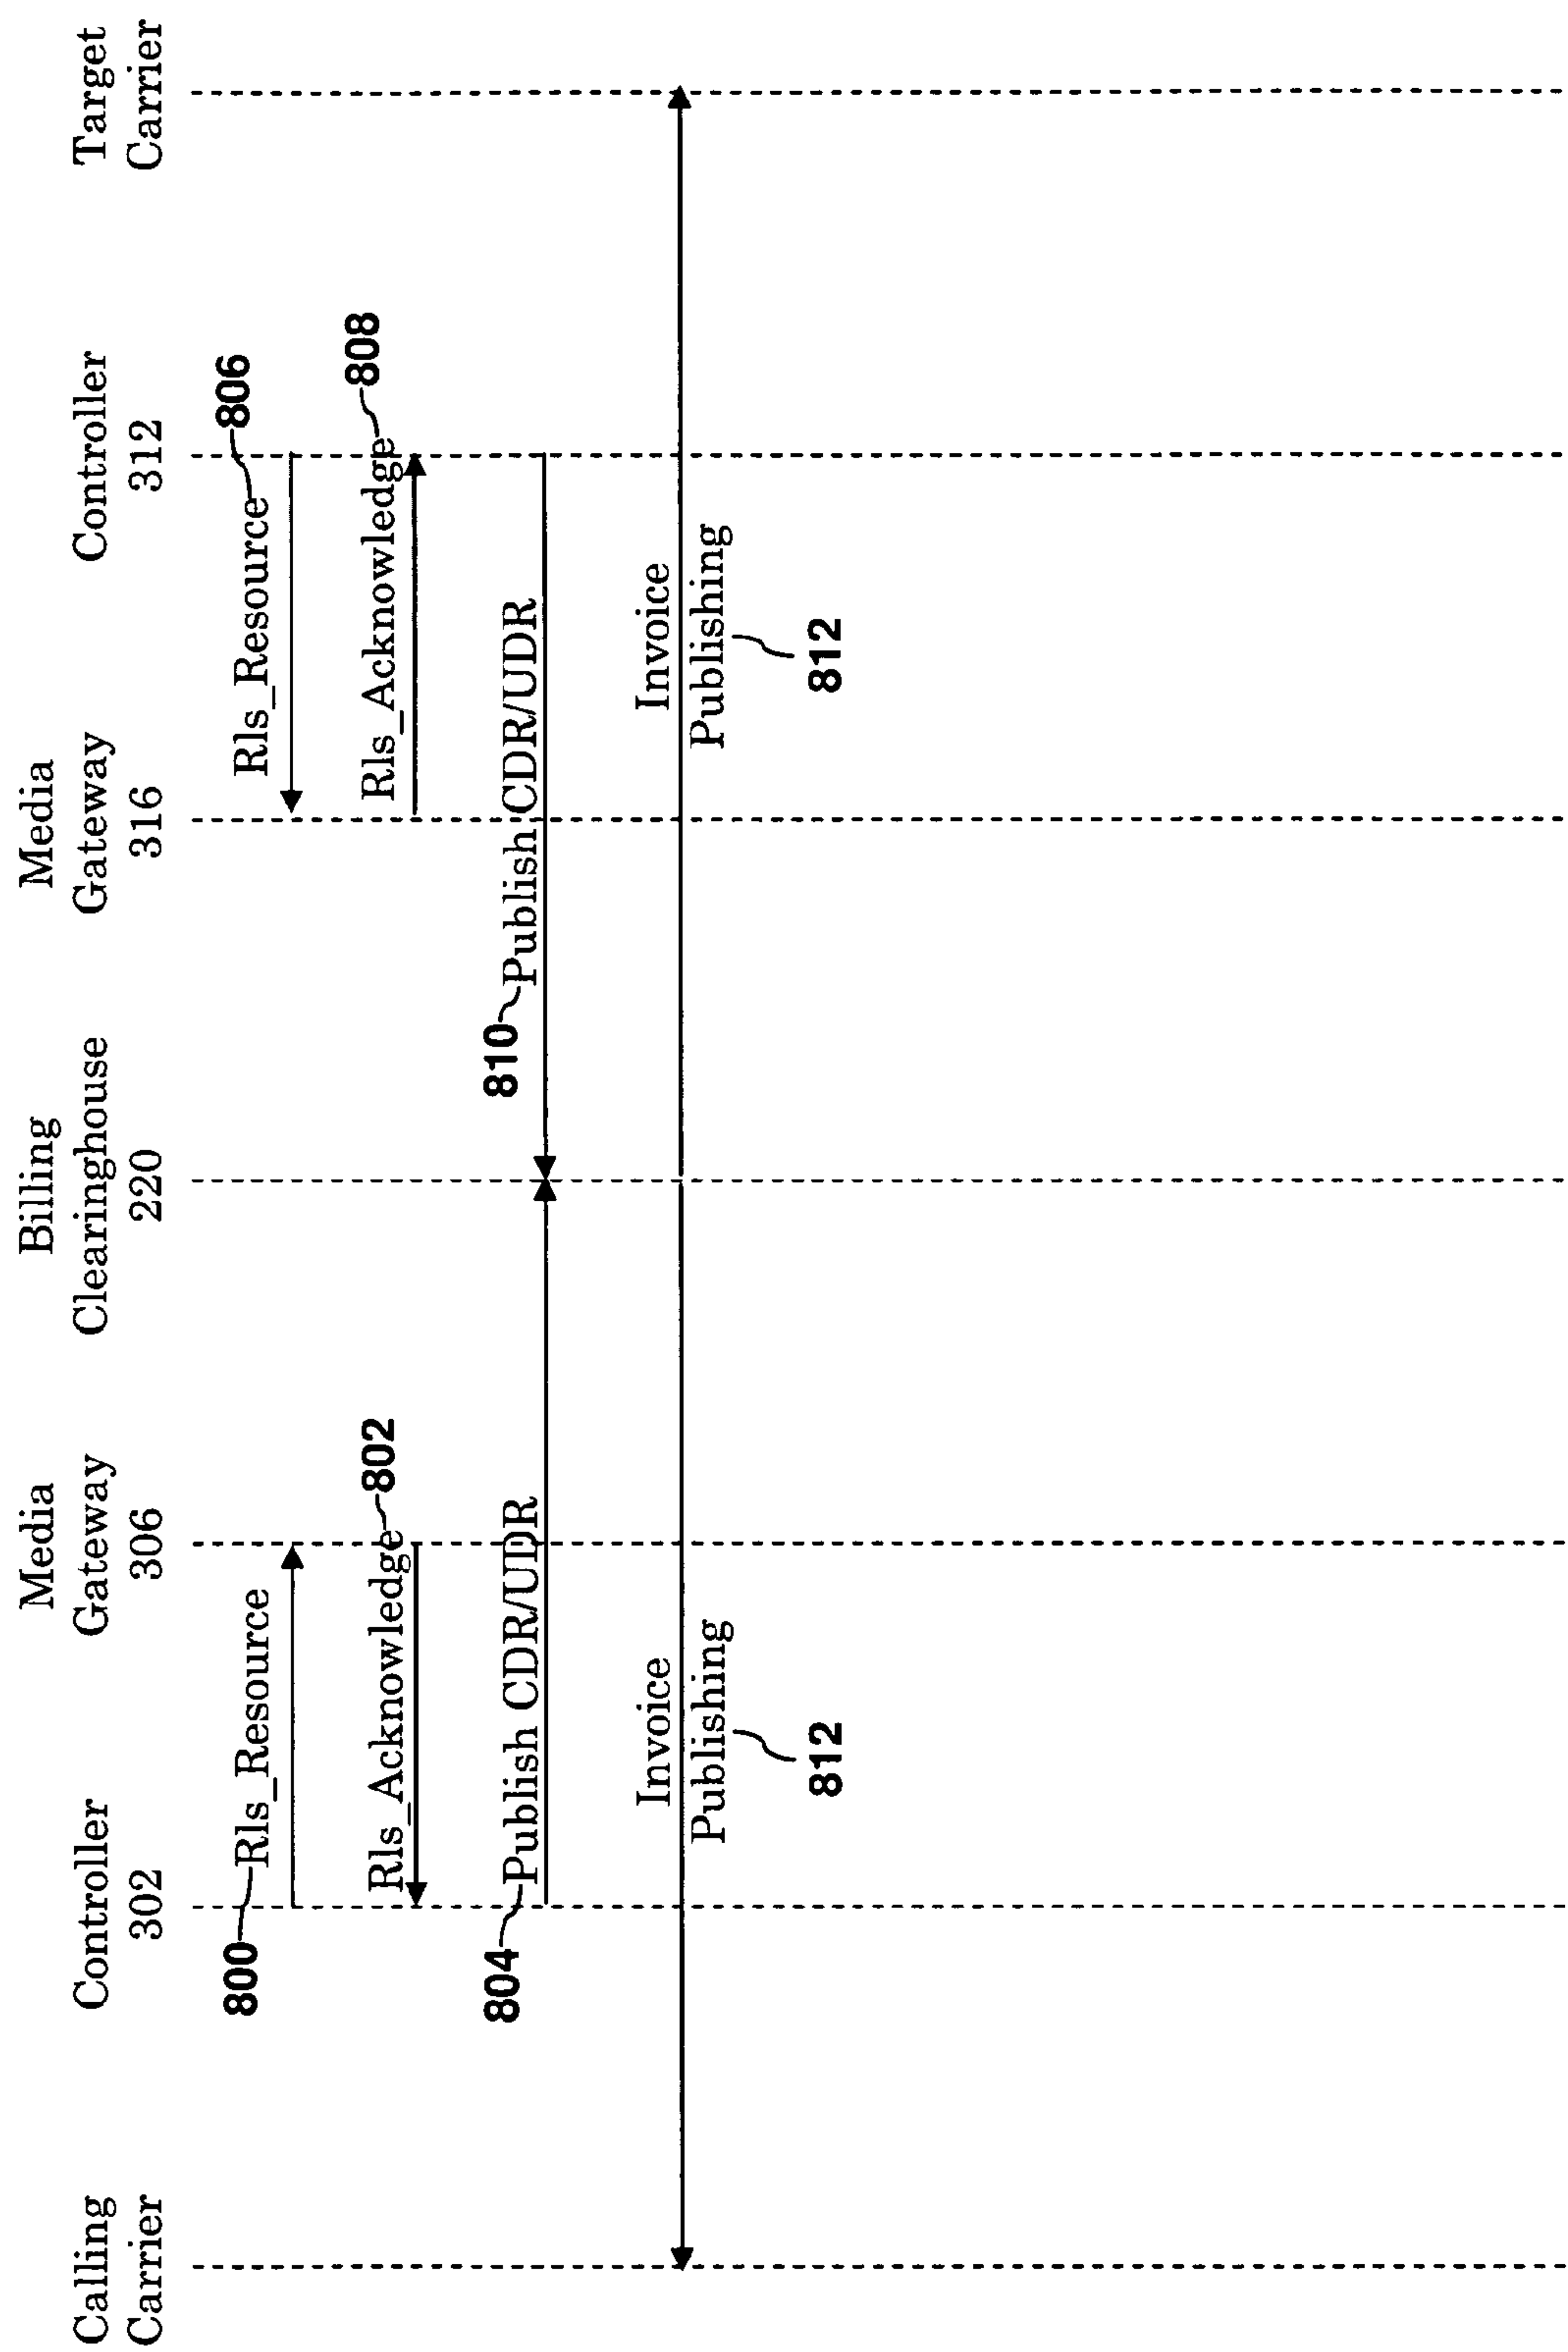 Calling
Carrier
Controller
302
Media
Gateway
306
Billing
Clearinghouse
220
Media
Gateway
316
Controller
312
Target
Carrier
800
Rls_Resource
Rls_Resource
806
Rls_Acknowledge
802
Rls_Acknowledge
808
804
Publish CDR/UDR
810
Publish CDR/UDR
Invoice
Publishing
812
Invoice
Publishing
812